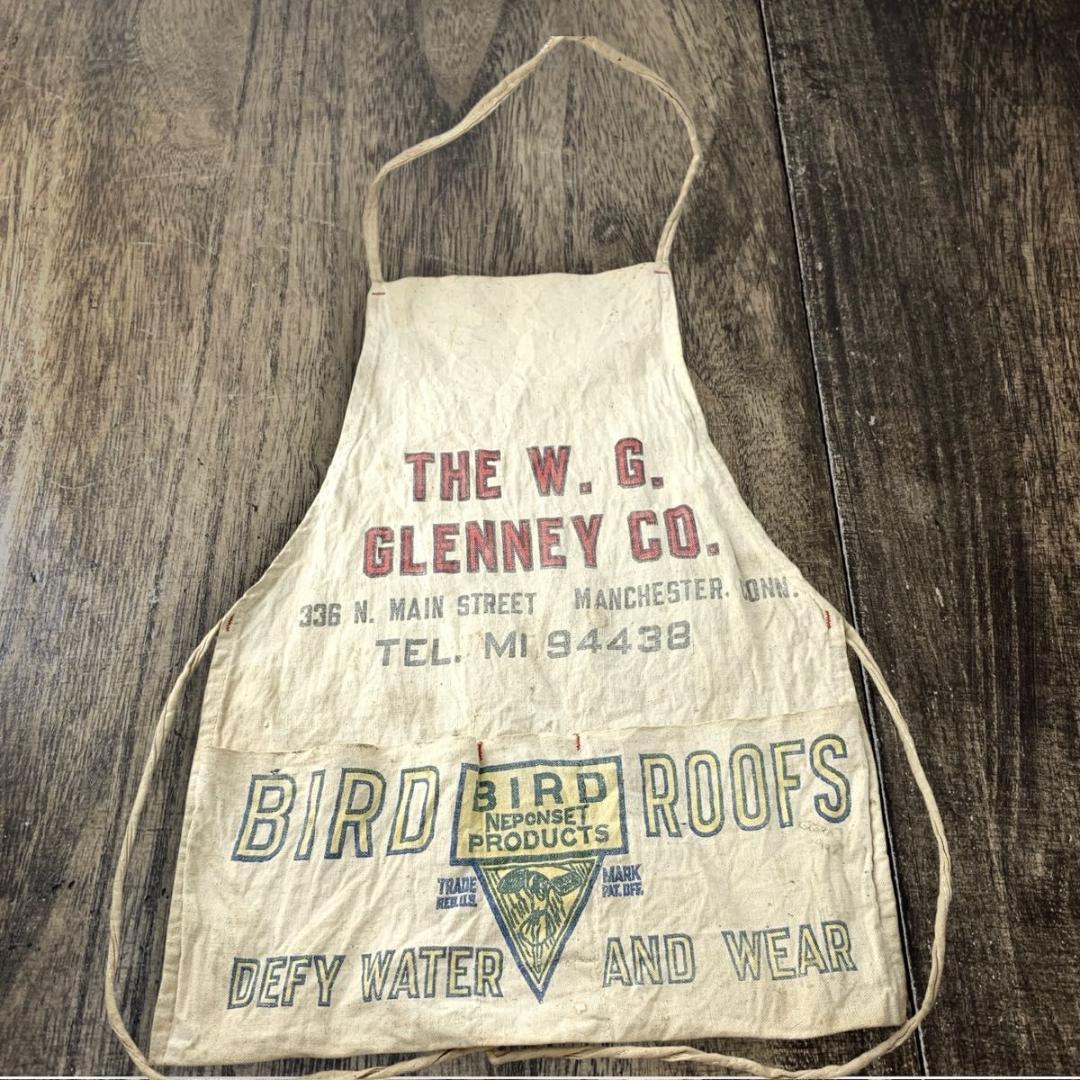 THE W. G.
GLENNEY CO.
336 N. MAIN STREET MANCHESTER, CONN.
TEL. MI 94438
BIRD ROOFS
BIRD
NEPONSET
PRODUCTS
TRADE MARK
REG. U.S. PAT. OFF.
DEFY WATER AND WEAR